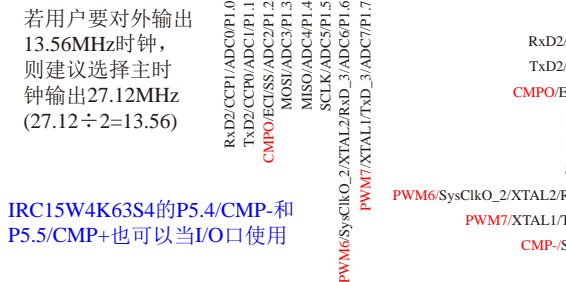 若用户要对外输出
13.56MHz时钟，
则建议选择主时
钟输出27.12MHz
(27.12÷2=13.56)
IRC15W4K63S4的P5.4/CMP-和
P5.5/CMP+也可以当I/O口使用
RxD2/CCP1/ADC0/P1.0
TxD2/CCP0/ADC1/P1.1
CMPO/ECI/SS/ADC2/P1.2
MOSI/ADC3/P1.3
MISO/ADC4/P1.4
SCLK/ADC5/P1.5
PWM6/SysClkO_2/XTAL2/RxD_3/ADC6/P1.6
PWM7/XTAL1/TxD_3/ADC7/P1.7
RxD2/
TxD2/
CMPO/E
PWM6/SysClkO_2/XTAL2/R
PWM7/XTAL1/T
CMP-/S